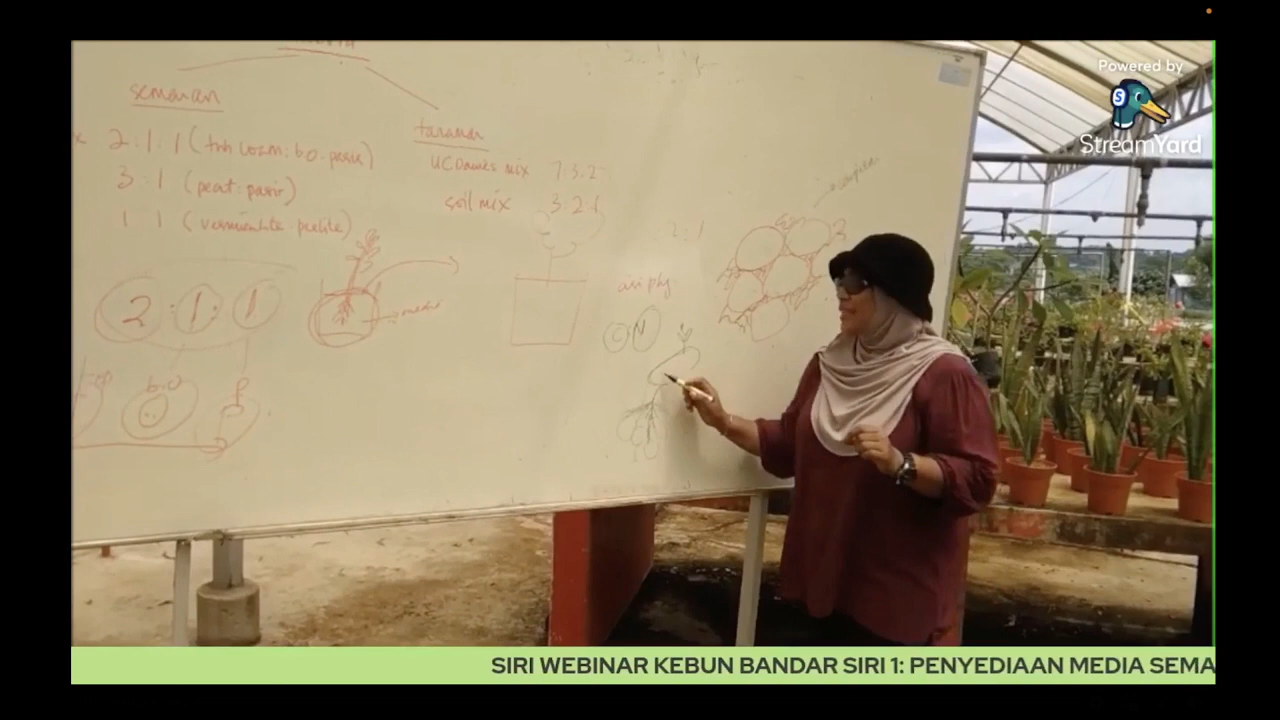 Powered by
StreamYard
semaian
2:1:1 (tnh loam: b.o. pasir)
3:1 (peat: pasir)
1 1 (vermiculite perlite)
tanaman
UC Davies mix 7:3:2
soil mix 3:2:1
2:1
2:1:1
media
b.o
P
N
SIRI WEBINAR KEBUN BANDAR SIRI 1: PENYEDIAAN MEDIA SEMA